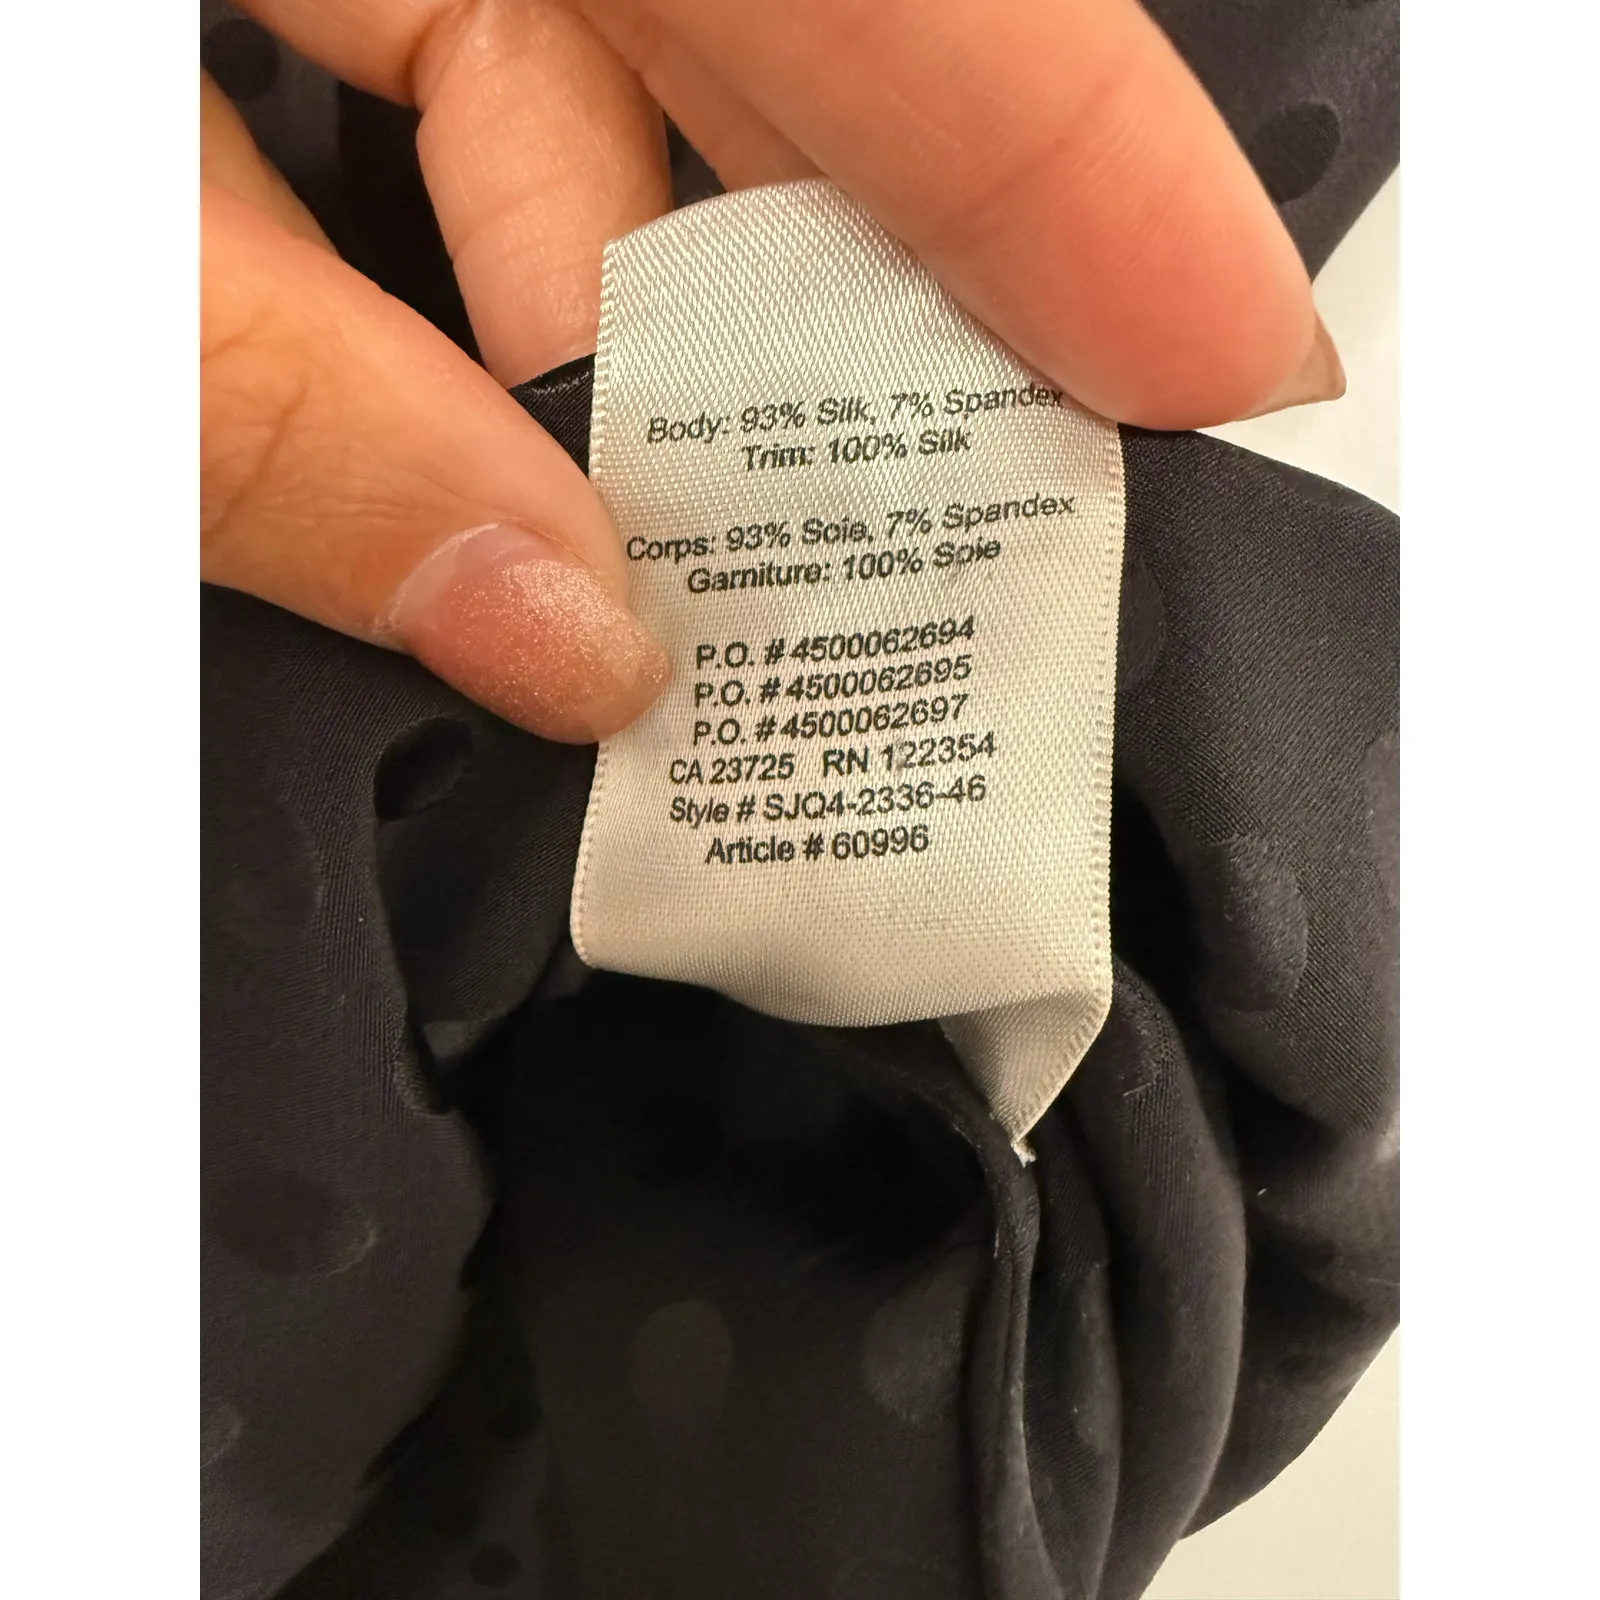 Body: 93% Silk, 7% Spandex
Trim: 100% Silk
Corps: 93% Soie, 7% Spandex
Garniture: 100% Soie
P.O. # 4500062694
P.O. # 4500062695
P.O. # 4500062697
CA 23725 RN 122354
Style # SJQ4-2336-46
Article # 60996